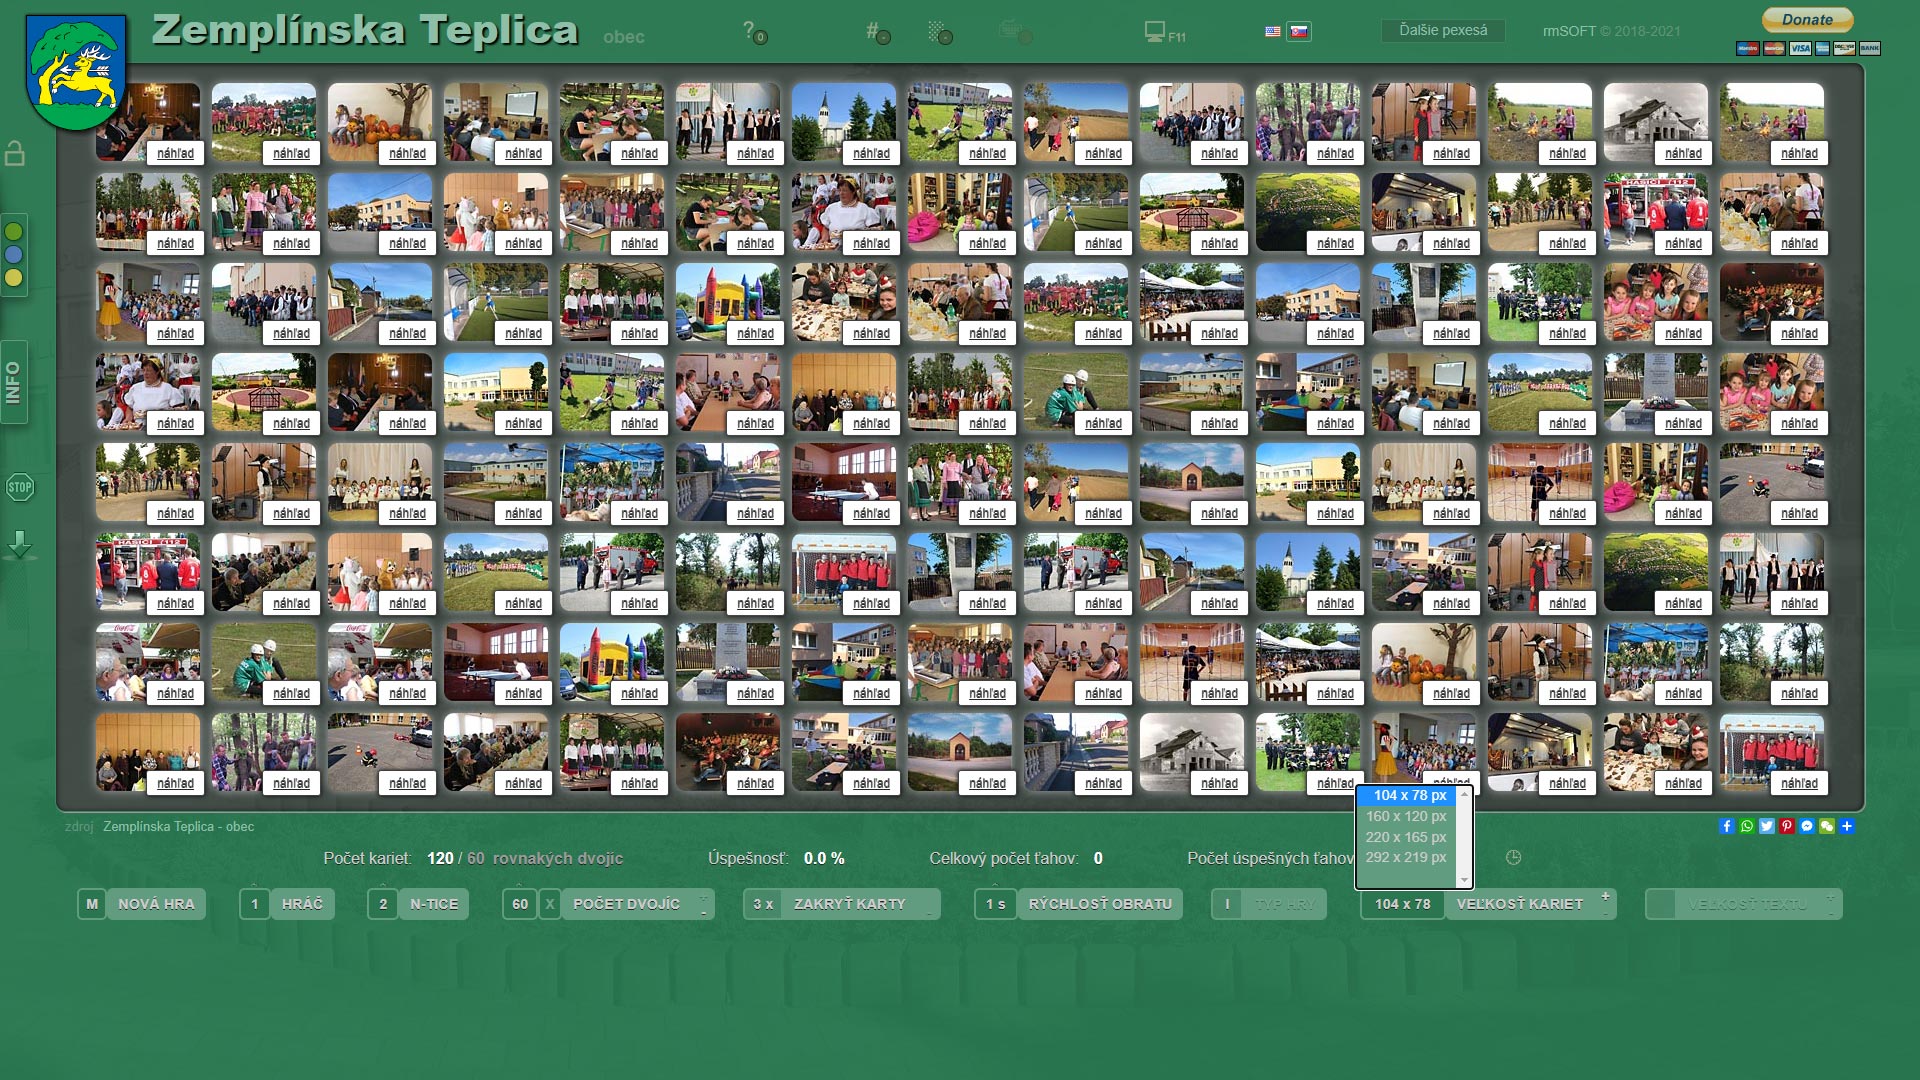 Zemplínska Teplica obec
? 0
# -
-
F11
Ďalšie pexesá
rmSOFT © 2018-2021
Donate
VISA
BANK
náhľad náhľad náhľad náhľad náhľad náhľad náhľad náhľad náhľad náhľad náhľad náhľad náhľad náhľad náhľad
náhľad náhľad náhľad náhľad náhľad náhľad náhľad náhľad náhľad náhľad náhľad náhľad náhľad náhľad náhľad
náhľad náhľad náhľad náhľad náhľad náhľad náhľad náhľad náhľad náhľad náhľad náhľad náhľad náhľad náhľad
náhľad náhľad náhľad náhľad náhľad náhľad náhľad náhľad náhľad náhľad náhľad náhľad náhľad náhľad náhľad
náhľad náhľad náhľad náhľad náhľad náhľad náhľad náhľad náhľad náhľad náhľad náhľad náhľad náhľad náhľad
náhľad náhľad náhľad náhľad náhľad náhľad náhľad náhľad náhľad náhľad náhľad náhľad náhľad náhľad náhľad
náhľad náhľad náhľad náhľad náhľad náhľad náhľad náhľad náhľad náhľad náhľad náhľad náhľad náhľad náhľad
náhľad náhľad náhľad náhľad náhľad náhľad náhľad náhľad náhľad náhľad náhľad náhľad náhľad náhľad náhľad
INFO
STOP
104 x 78 px
160 x 120 px
220 x 165 px
292 x 219 px
zdroj Zemplínska Teplica - obec
Počet kariet: 120 / 60 rovnakých dvojíc
Úspešnosť: 0.0 %
Celkový počet ťahov: 0
Počet úspešných ťahov
M NOVÁ HRA
1 HRÁČ
2 N-TICE
60 X POČET DVOJÍC + -
3 x ZAKRYŤ KARTY -
1 s RÝCHLOSŤ OBRATU
I TYP HRY
104 x 78 VEĽKOSŤ KARIET + -
VEĽKOSŤ TEXTU + -